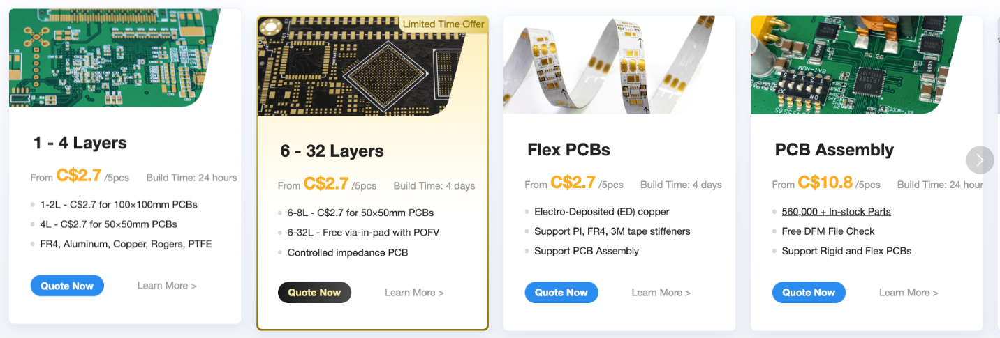 1 - 4 Layers
From C$2.7 /5pcs Build Time: 24 hours
1-2L - C$2.7 for 100×100mm PCBs
4L - C$2.7 for 50×50mm PCBs
FR4, Aluminum, Copper, Rogers, PTFE
Quote Now Learn More >
Limited Time Offer
6 - 32 Layers
From C$2.7 /5pcs Build Time: 4 days
6-8L - C$2.7 for 50×50mm PCBs
6-32L - Free via-in-pad with POFV
Controlled impedance PCB
Quote Now Learn More >
Flex PCBs
From C$2.7 /5pcs Build Time: 4 days
Electro-Deposited (ED) copper
Support PI, FR4, 3M tape stiffeners
Support PCB Assembly
Quote Now Learn More >
R005
BAT-NUM
R005
IP2358
PCB Assembly
From C$10.8 /5pcs Build Time: 24 hour
560,000 + In-stock Parts
Free DFM File Check
Support Rigid and Flex PCBs
Quote Now Learn More >